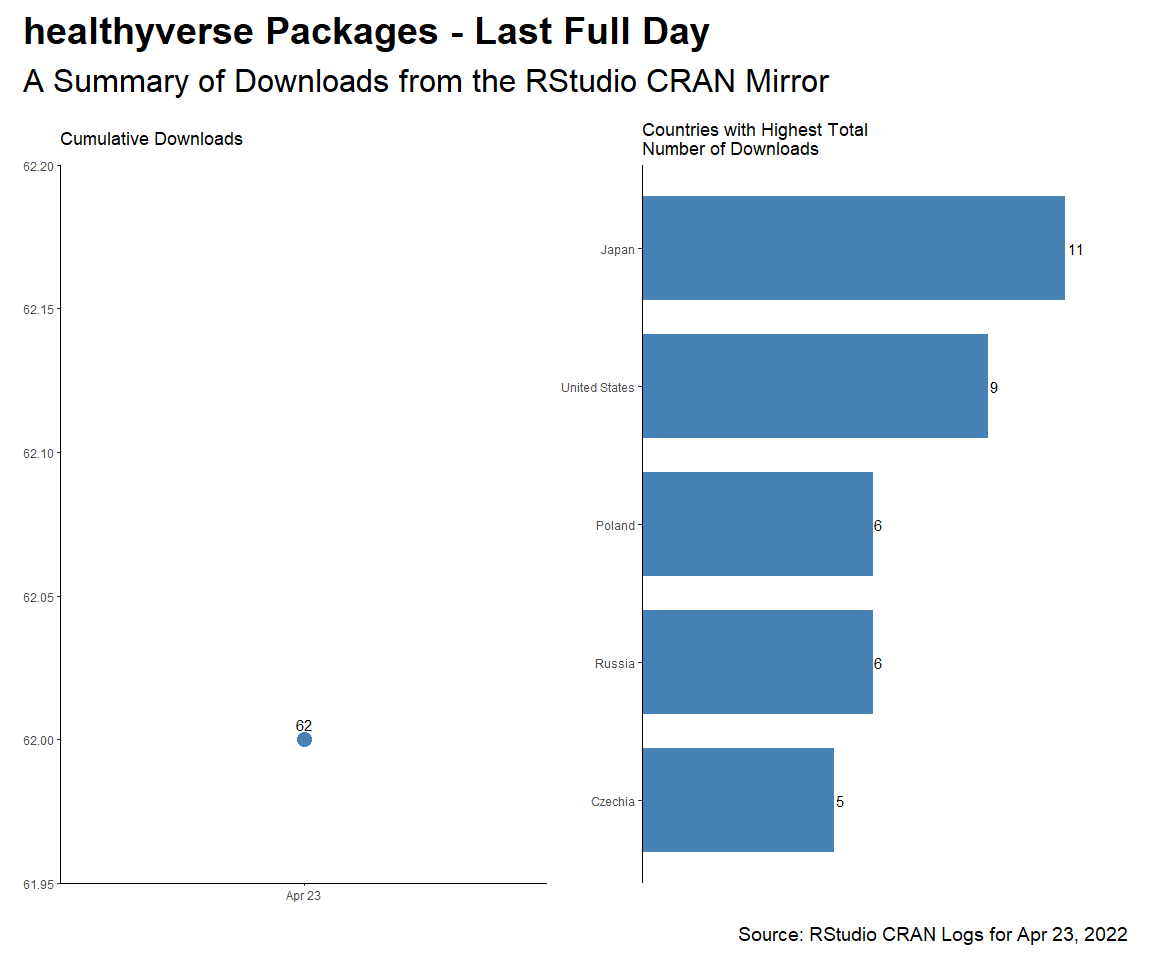 healthyverse Packages - Last Full Day
A Summary of Downloads from the RStudio CRAN Mirror
Cumulative Downloads
62.20
62.15
62.10
62.05
62.00
61.95
62
Apr 23
Countries with Highest Total
Number of Downloads
Japan
11
United States
9
Poland
6
Russia
6
Czechia
5
Source: RStudio CRAN Logs for Apr 23, 2022